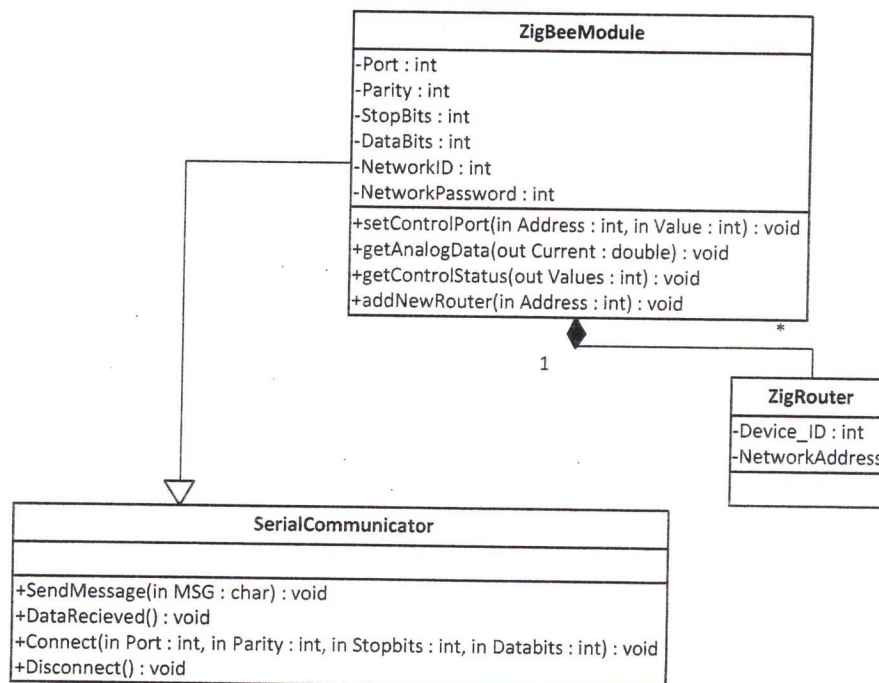 ZigBeeModule
-Port : int
-Parity : int
-StopBits : int
-DataBits : int
-NetworkID : int
-NetworkPassword : int
+setControlPort(in Address : int, in Value : int) : void
+getAnalogData(out Current : double) : void
+getControlStatus(out Values : int) : void
+addNewRouter(in Address : int) : void
*
1
ZigRouter
-Device_ID : int
-NetworkAddress
SerialCommunicator
+SendMessage(in MSG : char) : void
+DataRecieved() : void
+Connect(in Port : int, in Parity : int, in Stopbits : int, in Databits : int) : void
+Disconnect() : void